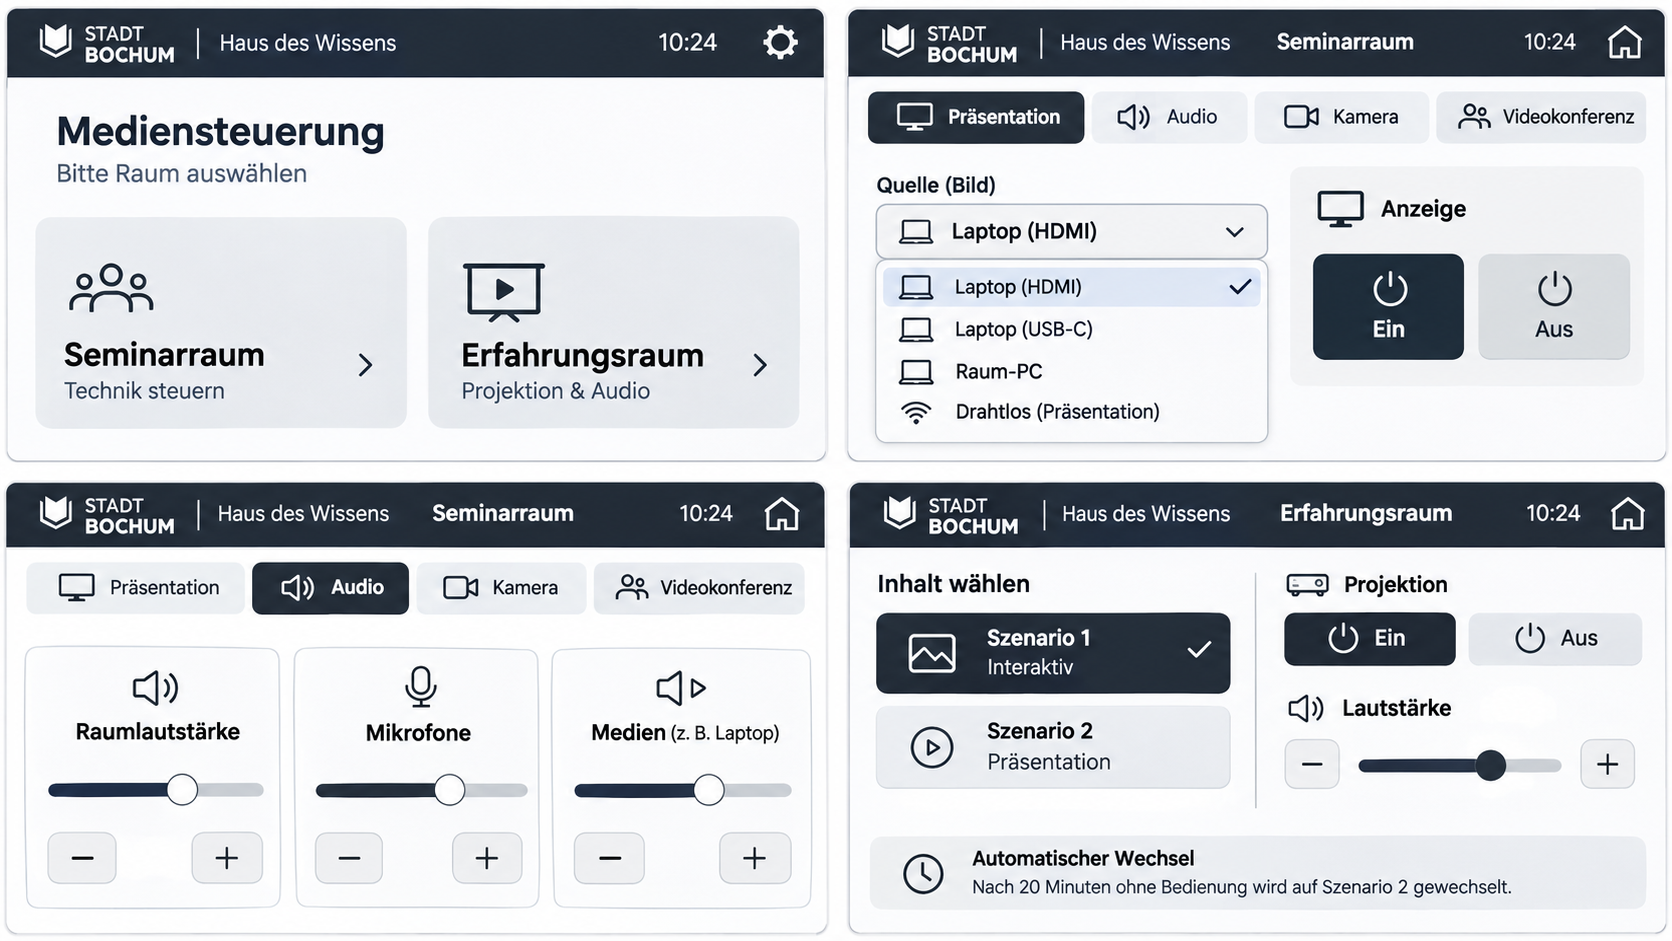 STADT
BOCHUM
Haus des Wissens
10:24
Mediensteuerung
Bitte Raum auswählen
Seminarraum
Technik steuern
Erfahrungsraum
Projektion & Audio
STADT
BOCHUM
Haus des Wissens
Seminarraum
10:24
Präsentation
Audio
Kamera
Videokonferenz
Quelle (Bild)
Laptop (HDMI)
Laptop (HDMI)
Laptop (USB-C)
Raum-PC
Drahtlos (Präsentation)
Anzeige
Ein
Aus
STADT
BOCHUM
Haus des Wissens
Seminarraum
10:24
Präsentation
Audio
Kamera
Videokonferenz
Raumlautstärke
Mikrofone
Medien (z. B. Laptop)
STADT
BOCHUM
Haus des Wissens
Erfahrungsraum
10:24
Inhalt wählen
Szenario 1
Interaktiv
Szenario 2
Präsentation
Projektion
Ein
Aus
Lautstärke
Automatischer Wechsel
Nach 20 Minuten ohne Bedienung wird auf Szenario 2 gewechselt.